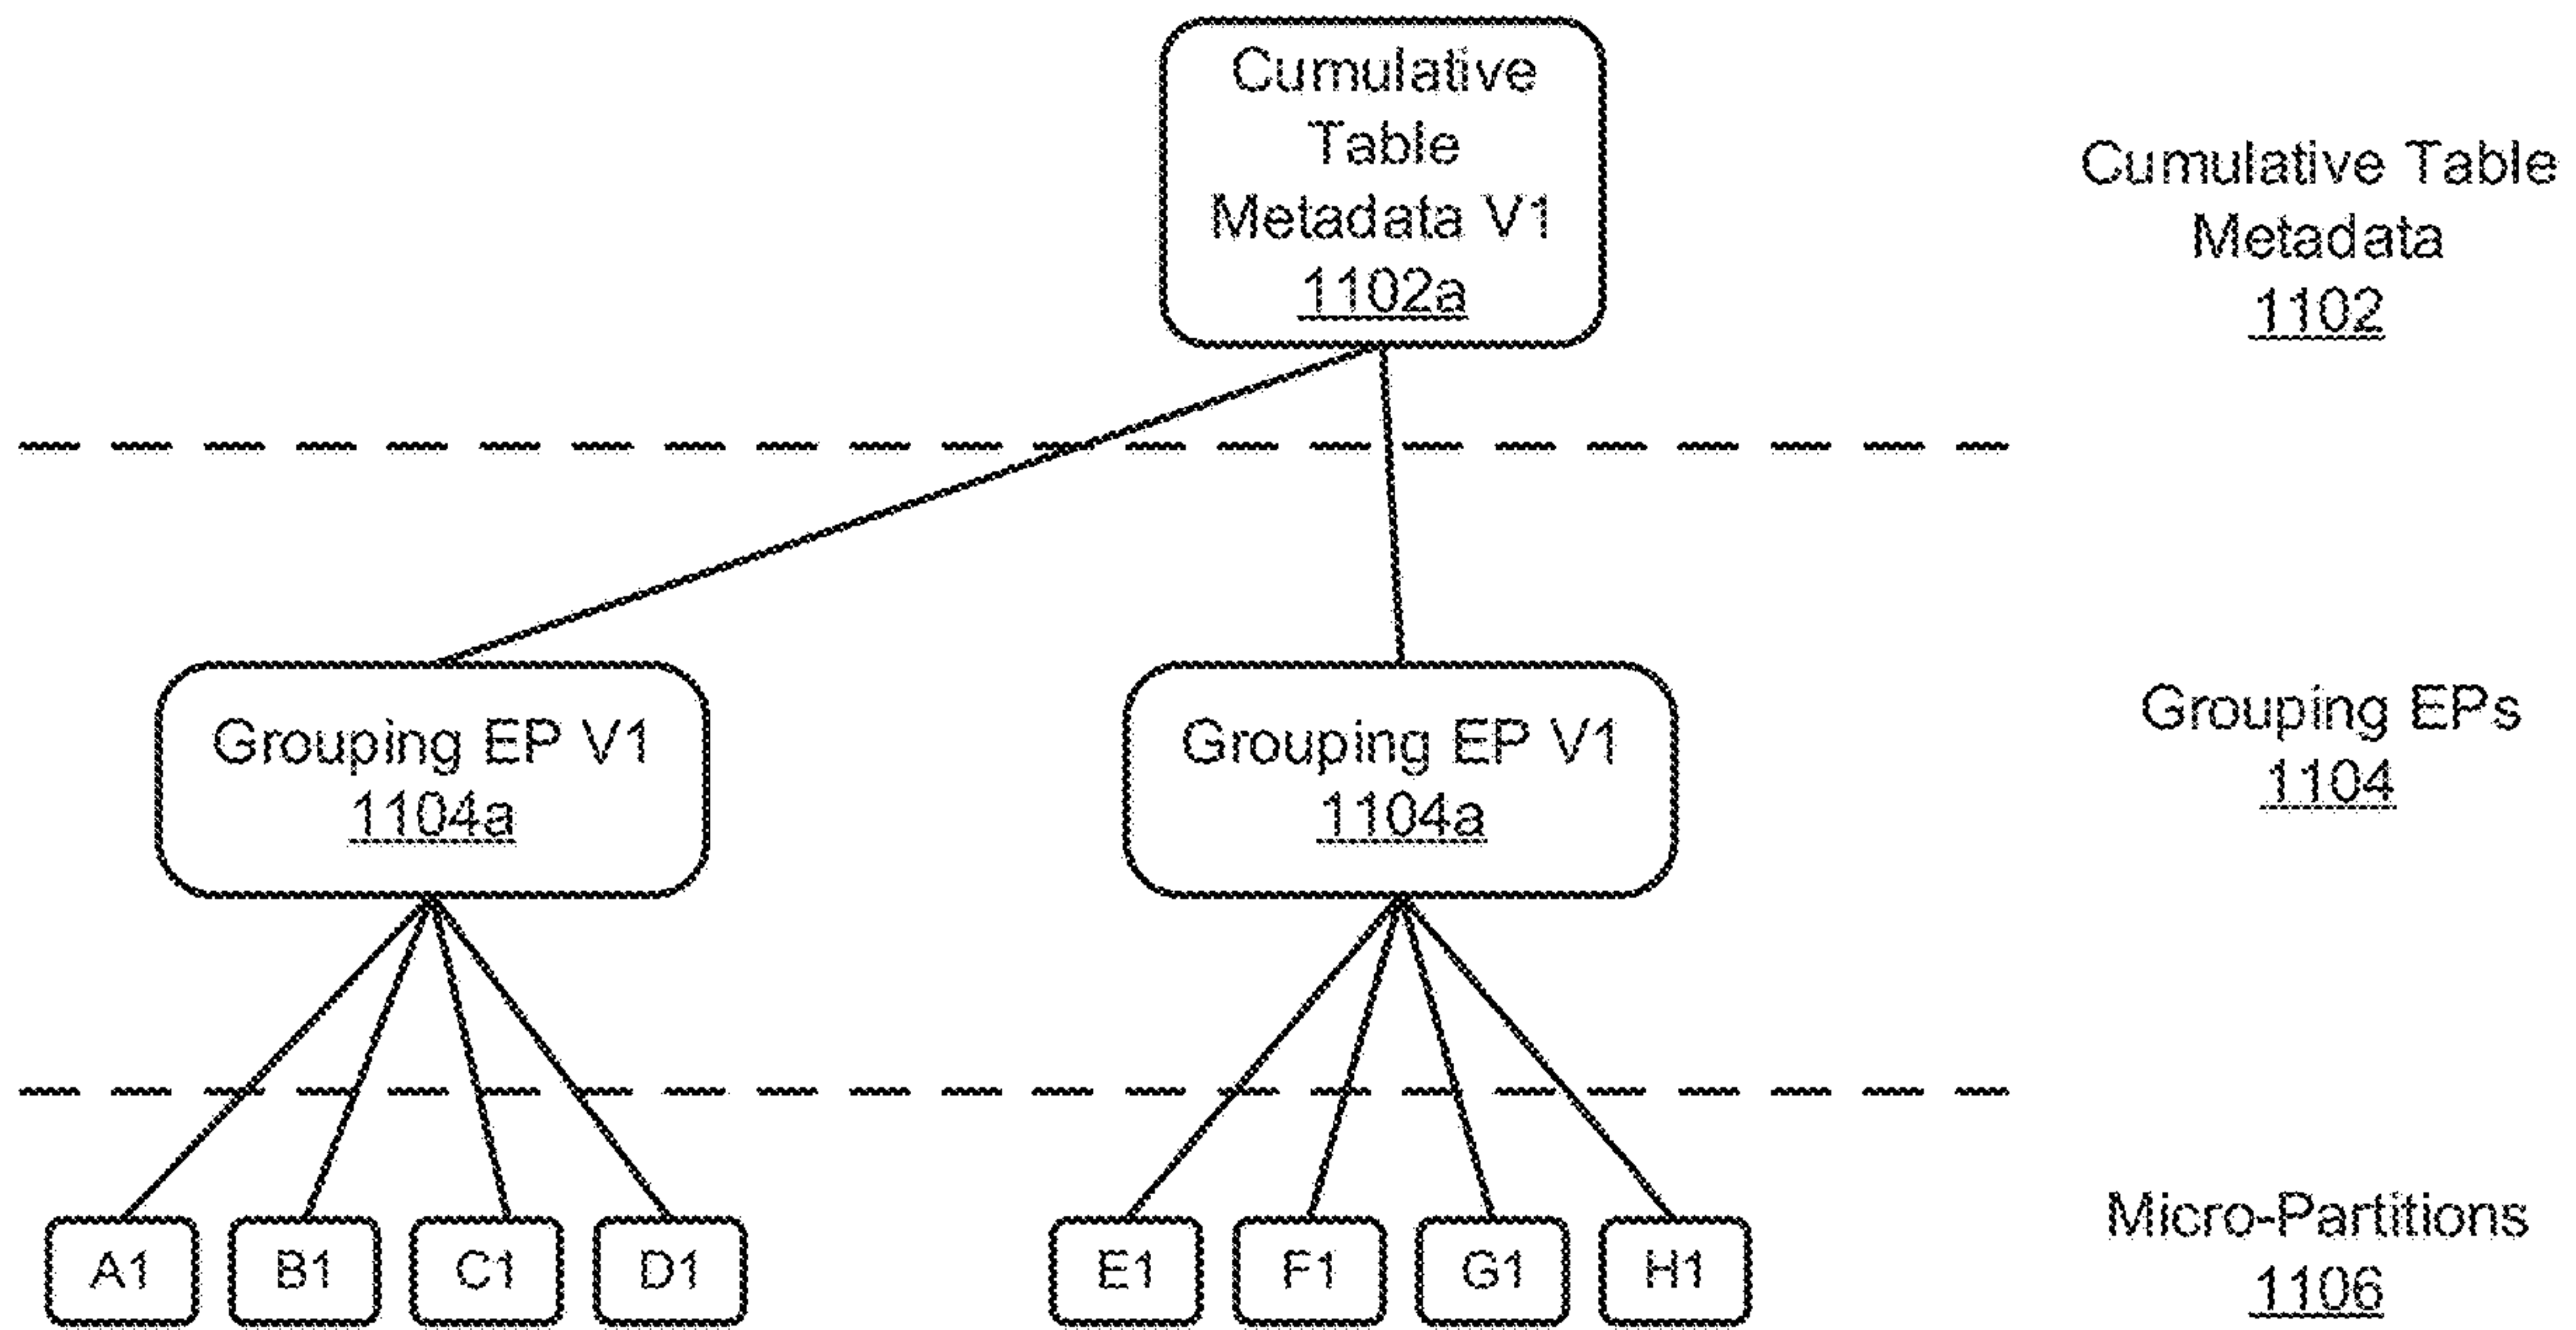 Cumulative
Table
Metadata V1
1102a
Cumulative Table
Metadata
1102
Grouping EP V1
1104a
Grouping EP V1
1104a
Grouping EPs
1104
A1
B1
C1
D1
E1
F1
G1
H1
Micro-Partitions
1106